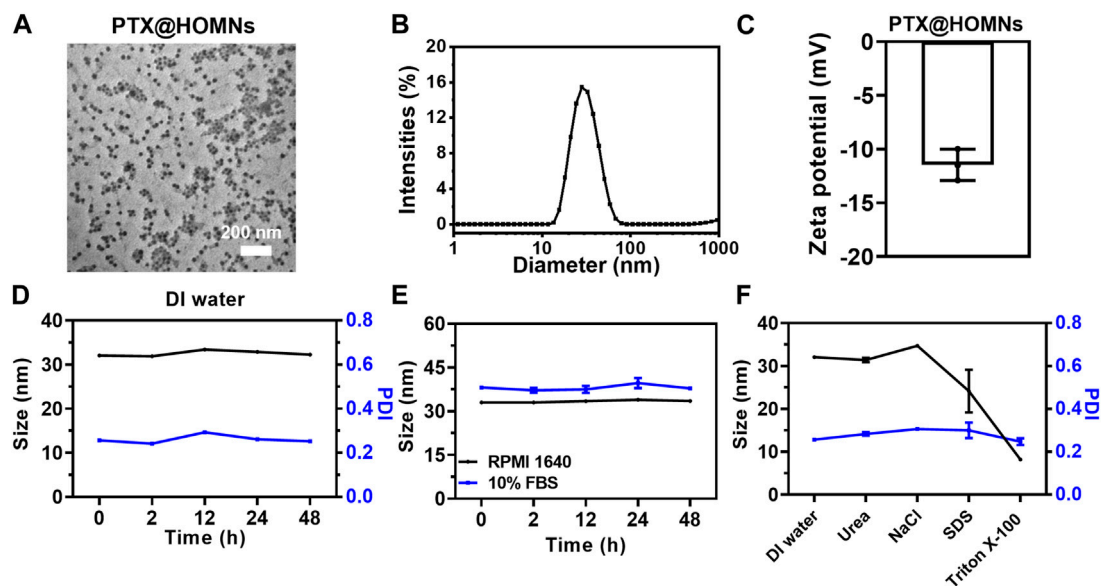 A
PTX@HOMNs
200 nm
B
Intensities (%)
20
16
12
8
4
0
1
10
100
1000
Diameter (nm)
C
PTX@HOMNs
Zeta potential (mV)
0
-5
-10
-15
-20
D
DI water
Size (nm)
40
30
20
10
0
0.8
0.6
0.4
0.2
0.0
PDI
0
2
12
24
48
Time (h)
E
Size (nm)
60
45
30
15
0
RPMI 1640
10% FBS
0
2
12
24
48
Time (h)
F
Size (nm)
40
30
20
10
0
0.8
0.6
0.4
0.2
0.0
PDI
DI water
Urea
NaCl
SDS
Triton X-100